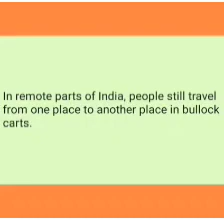 In remote parts of India, people still travel
from one place to another place in bullock
carts.